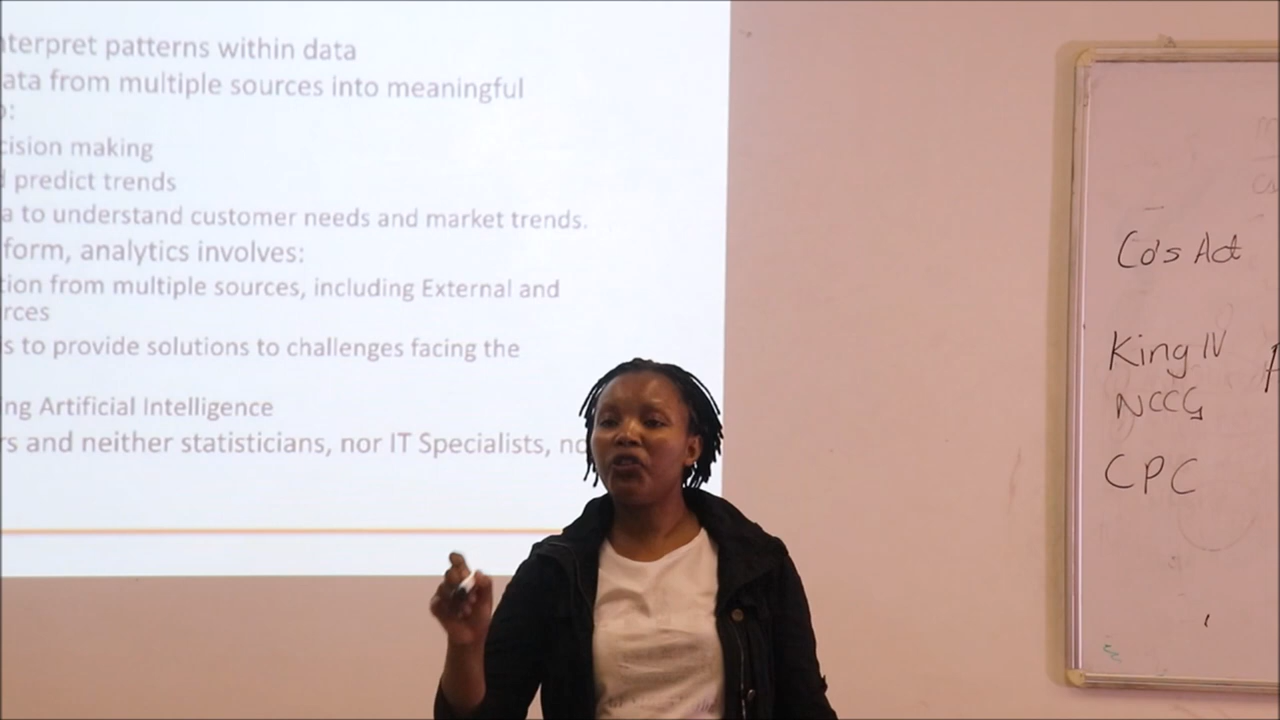 nterpret patterns within data
ata from multiple sources into meaningful
o:
cision making
d predict trends
a to understand customer needs and market trends.
form, analytics involves:
tion from multiple sources, including External and
rces
s to provide solutions to challenges facing the
ng Artificial Intelligence
rs and neither statisticians, nor IT Specialists, no
Co's Act
King IV
NCCG
CPC